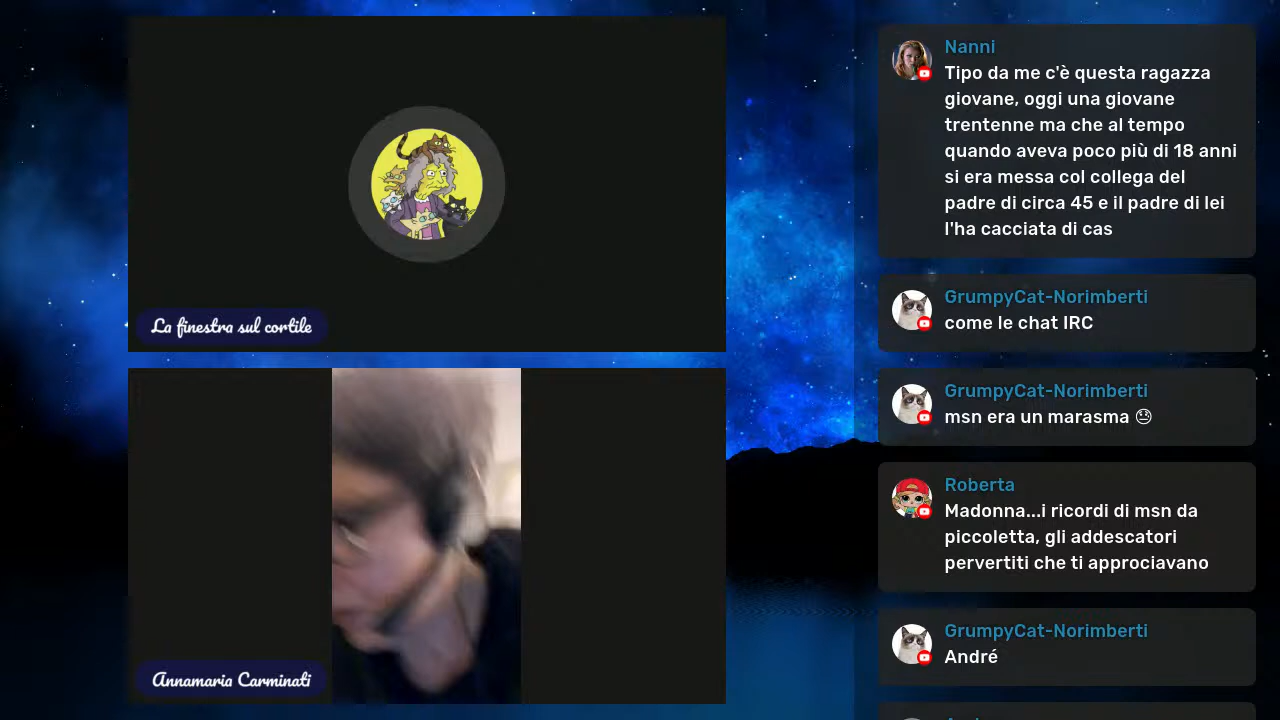 La finestra sul cortile
Annamaria Carminati
Nanni
Tipo da me c'è questa ragazza
giovane, oggi una giovane
trentenne ma che al tempo
quando aveva poco più di 18 anni
si era messa col collega del
padre di circa 45 e il padre di lei
l'ha cacciata di cas
GrumpyCat-Norimberti
come le chat IRC
GrumpyCat-Norimberti
msn era un marasma 😓
Roberta
Madonna...i ricordi di msn da
piccoletta, gli addescatori
pervertiti che ti approciavano
GrumpyCat-Norimberti
André